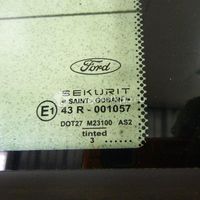 Ford
SEKURIT
SAINT-GOBAIN
E1 43 R - 001057
DOT27 M23100 AS2
tinted
3